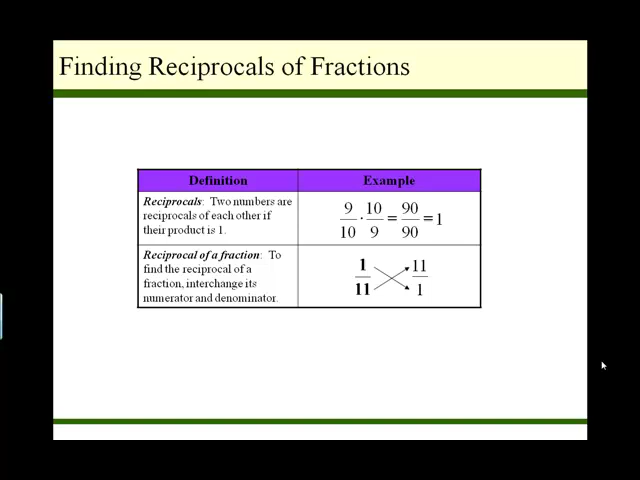 Finding Reciprocals of Fractions
Definition
Example
Reciprocals: Two numbers are
reciprocals of each other if
their product is 1.
9/10 · 10/9 = 90/90 = 1
Reciprocal of a fraction: To
find the reciprocal of a
fraction, interchange its
numerator and denominator.
1/11 11/1